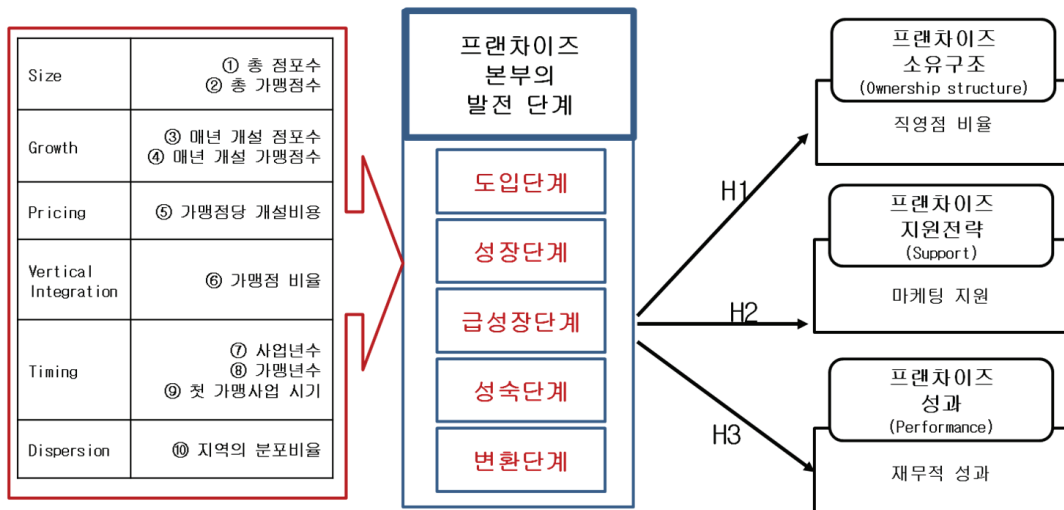 Size
① 총 점포수
② 총 가맹점수
Growth
③ 매년 개설 점포수
④ 매년 개설 가맹점수
Pricing
⑤ 가맹점당 개설비용
Vertical
Integration
⑥ 가맹점 비율
Timing
⑦ 사업년수
⑧ 가맹년수
⑨ 첫 가맹사업 시기
Dispersion
⑩ 지역의 분포비율
프랜차이즈
본부의
발전 단계
도입단계
성장단계
급성장단계
성숙단계
변환단계
H1
H2
H3
프랜차이즈
소유구조
(Ownership structure)
직영점 비율
프랜차이즈
지원전략
(Support)
마케팅 지원
프랜차이즈
성과
(Performance)
재무적 성과